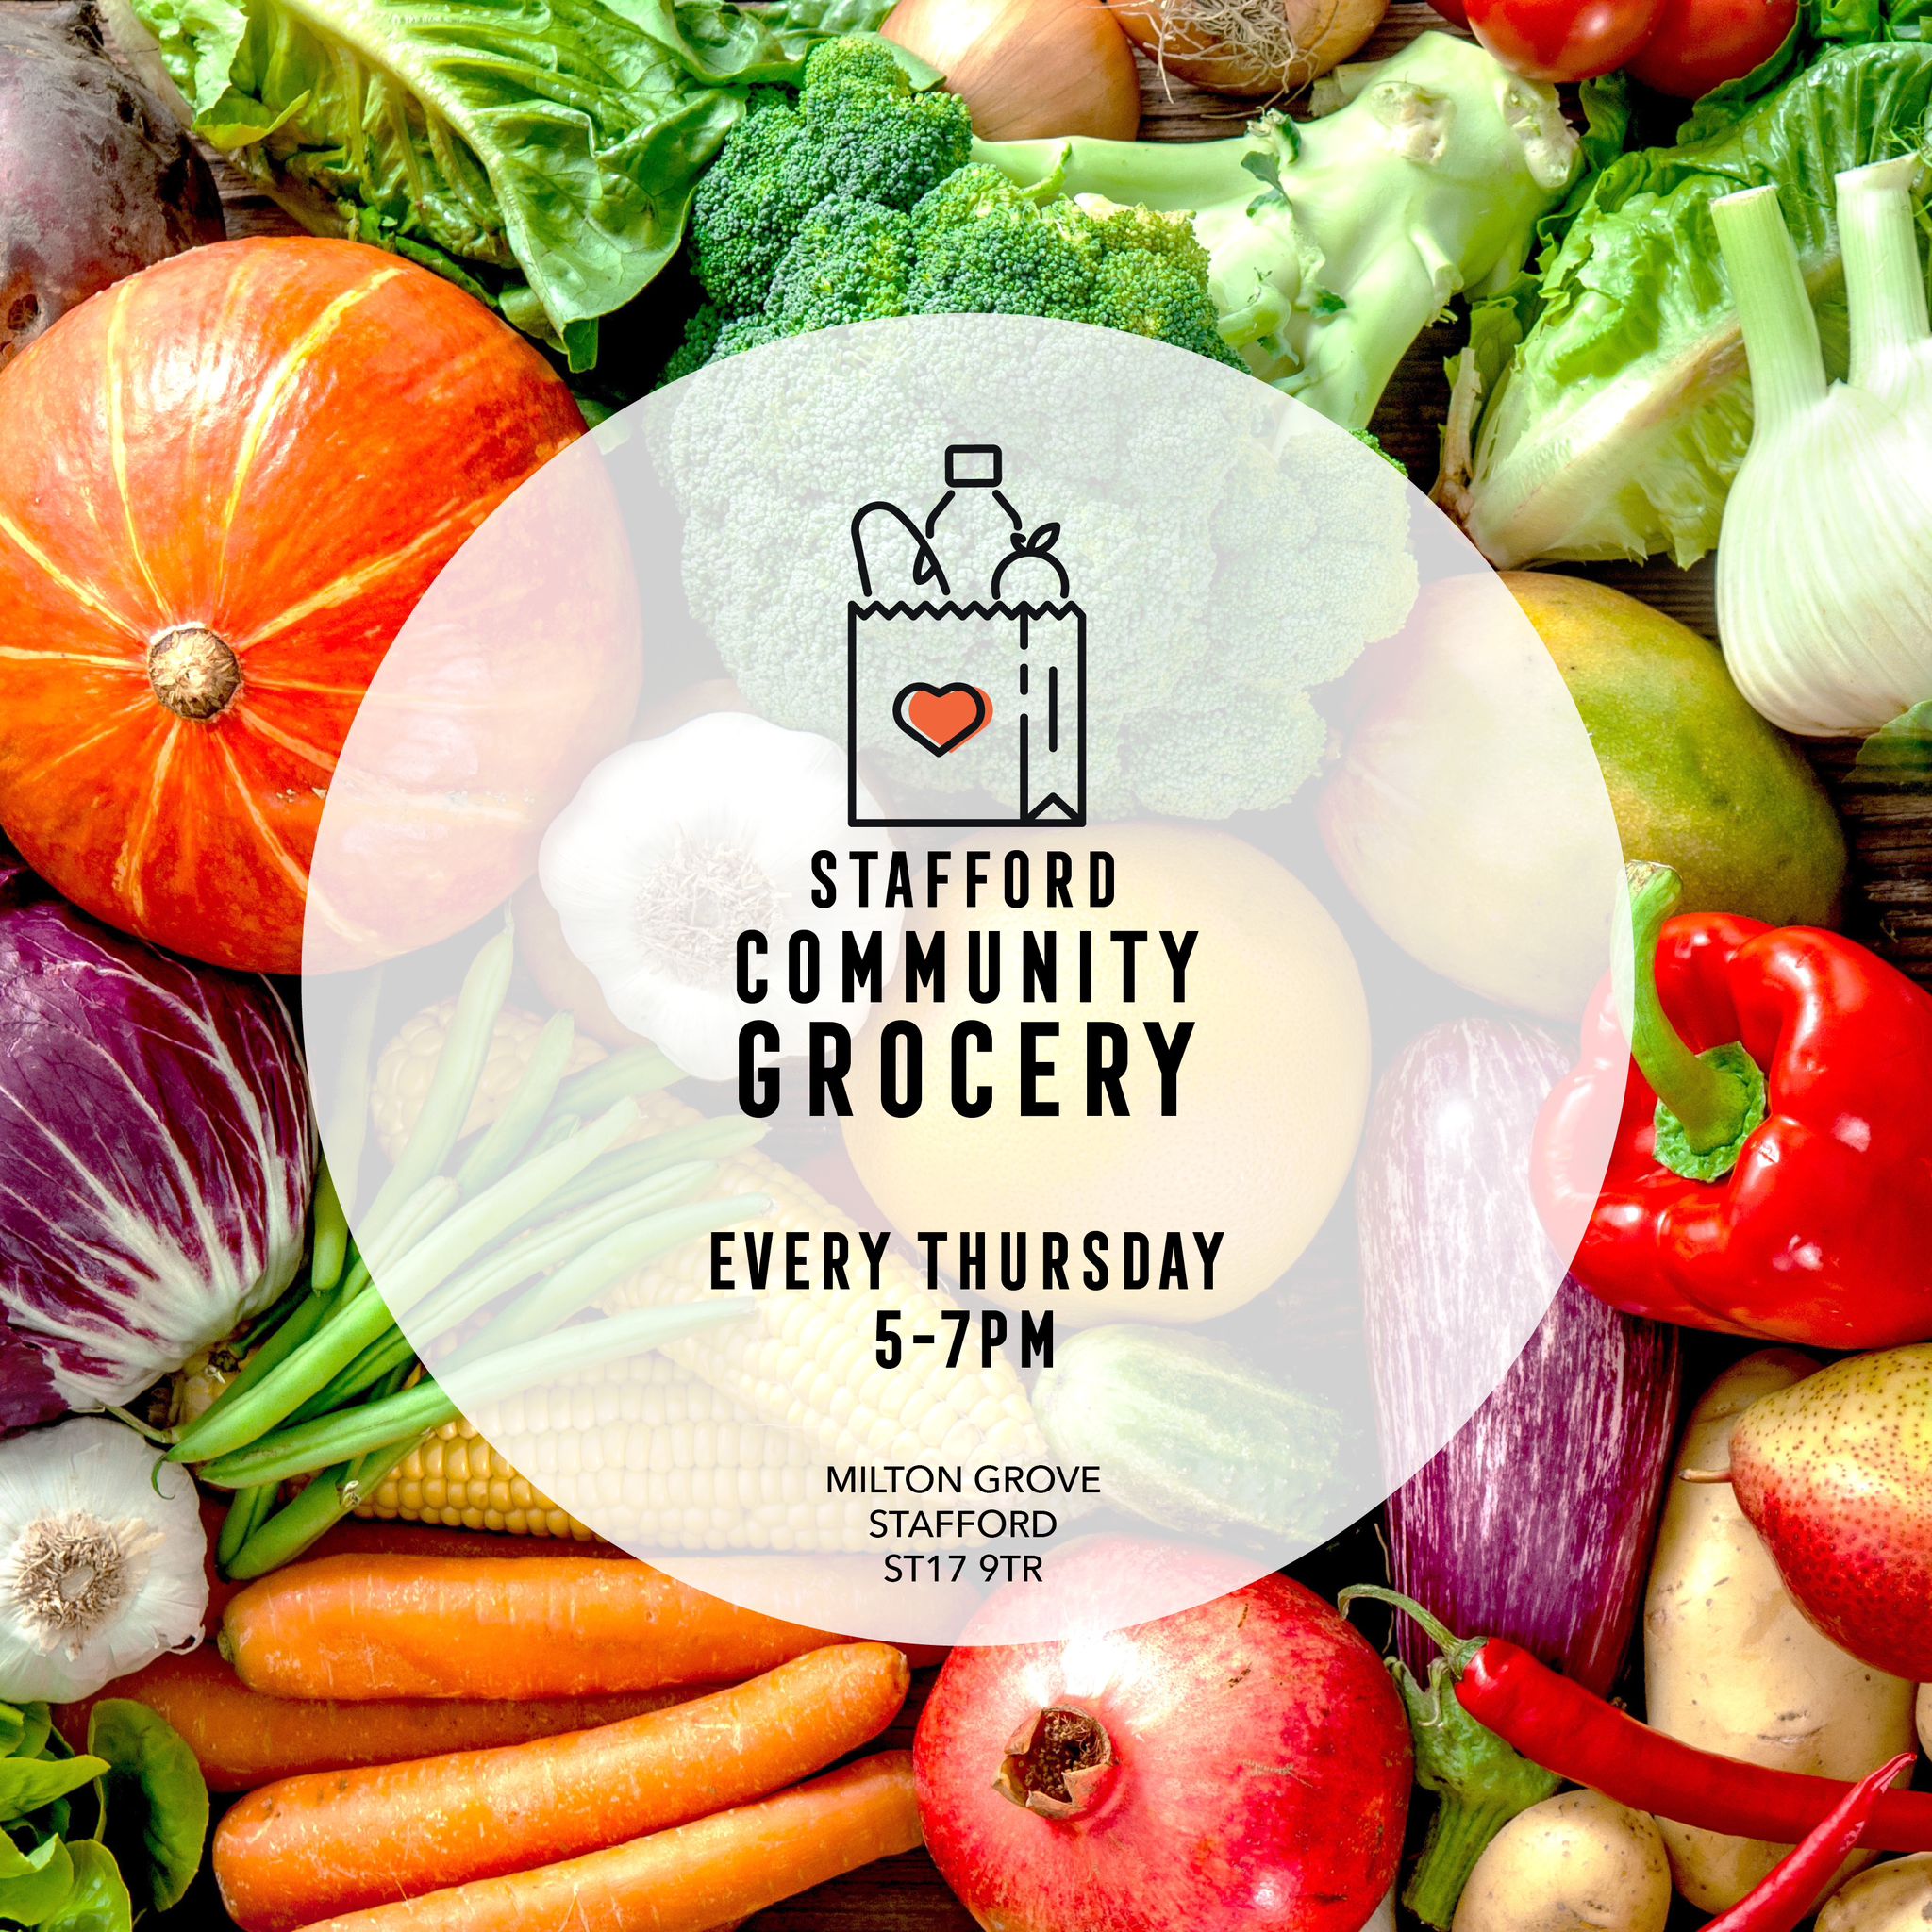 STAFFORD
COMMUNITY
GROCERY
EVERY THURSDAY
5-7PM
MILTON GROVE
STAFFORD
ST17 9TR